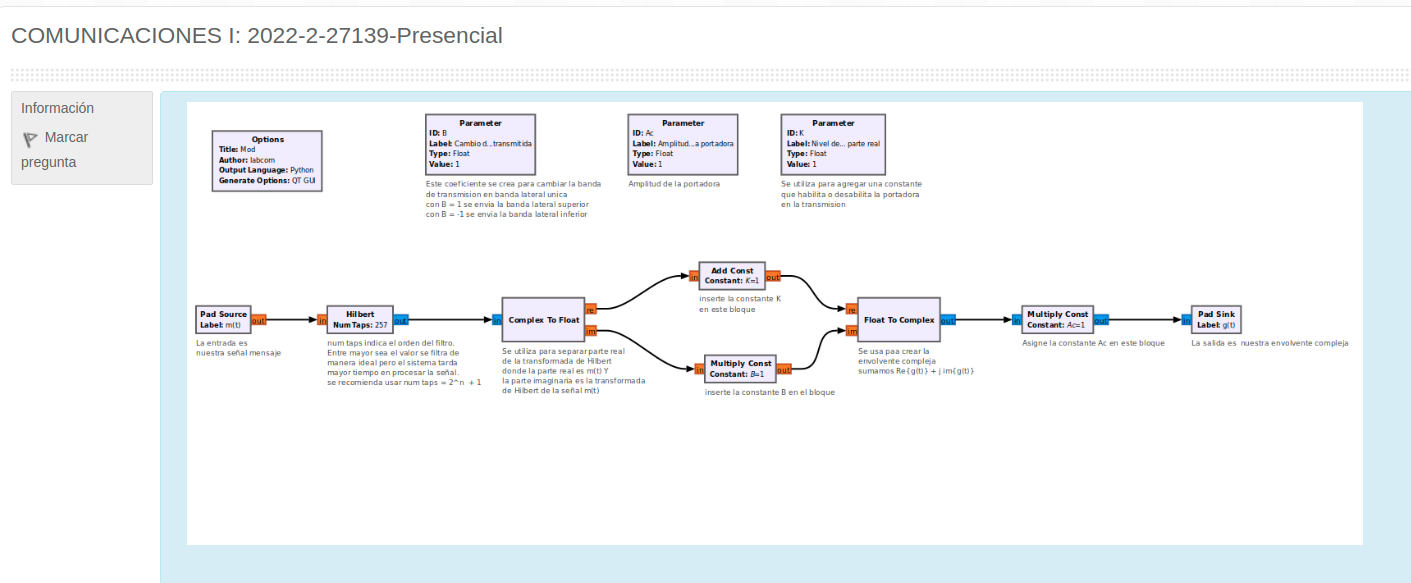 COMUNICACIONES I: 2022-2-27139-Presencial
Información
Marcar
pregunta
Options
Title: Mod
Author: labcom
Output Language: Python
Generate Options: QT GUI
Parameter
ID: B
Label: Cambio d...transmitida
Type: Float
Value: 1
Este coeficiente se crea para cambiar la banda
de transmision en banda lateral unica
con B = 1 se envia la banda lateral superior
con B = -1 se envia la banda lateral inferior
Parameter
ID: Ac
Label: Amplitud...a portadora
Type: Float
Value: 1
Amplitud de la portadora
Parameter
ID: K
Label: Nivel de... parte real
Type: Float
Value: 1
Se utiliza para agregar una constante
que habilita o desabilita la portadora
en la transmision
Pad Source
Label: m(t)
out
La entrada es
nuestra señal mensaje
in
Hilbert
Num Taps: 257
out
num taps indica el orden del filtro.
Entre mayor sea el valor se filtra de
manera ideal pero el sistema tarda
mayor tiempo en procesar la señal.
se recomienda usar num taps = 2^n + 1
in
Complex To Float
re
im
Se utiliza para separar parte real
de la transformada de Hilbert
donde la parte real es m(t) Y
la parte imaginaria es la transformada
de Hilbert de la señal m(t)
in
Add Const
Constant: K=1
out
inserte la constante K
en este bloque
in
Multiply Const
Constant: B=1
out
inserte la constante B en el bloque
re
im
Float To Complex
out
Se usa paa crear la
envolvente compleja
sumamos Re{g(t)} + j im{g(t)}
in
Multiply Const
Constant: Ac=1
out
Asigne la constante Ac en este bloque
in
Pad Sink
Label: g(t)
La salida es nuestra envolvente compleja